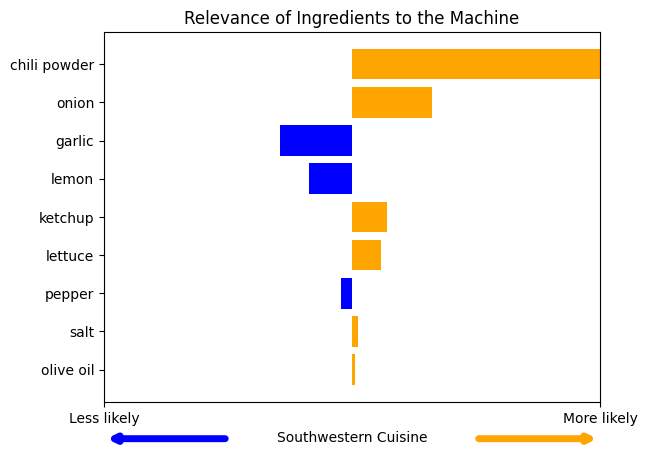 Relevance of Ingredients to the Machine
chili powder
onion
garlic
lemon
ketchup
lettuce
pepper
salt
olive oil
Less likely
More likely
Southwestern Cuisine